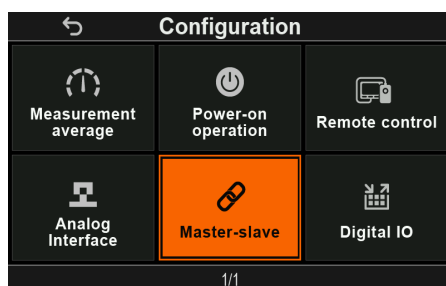 Configuration
Measurement
average
Power-on
operation
Remote control
Analog
Interface
Master-slave
Digital IO
1/1